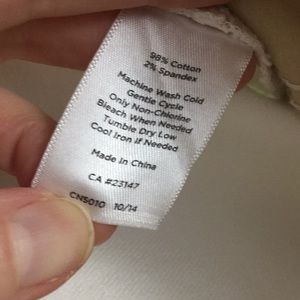 98% Cotton
2% Spandex
Machine Wash Cold
Gentle Cycle
Only Non-Chlorine
Bleach When Needed
Tumble Dry Low
Cool Iron if Needed
Made in China
CA #23147
CNS010 10/14